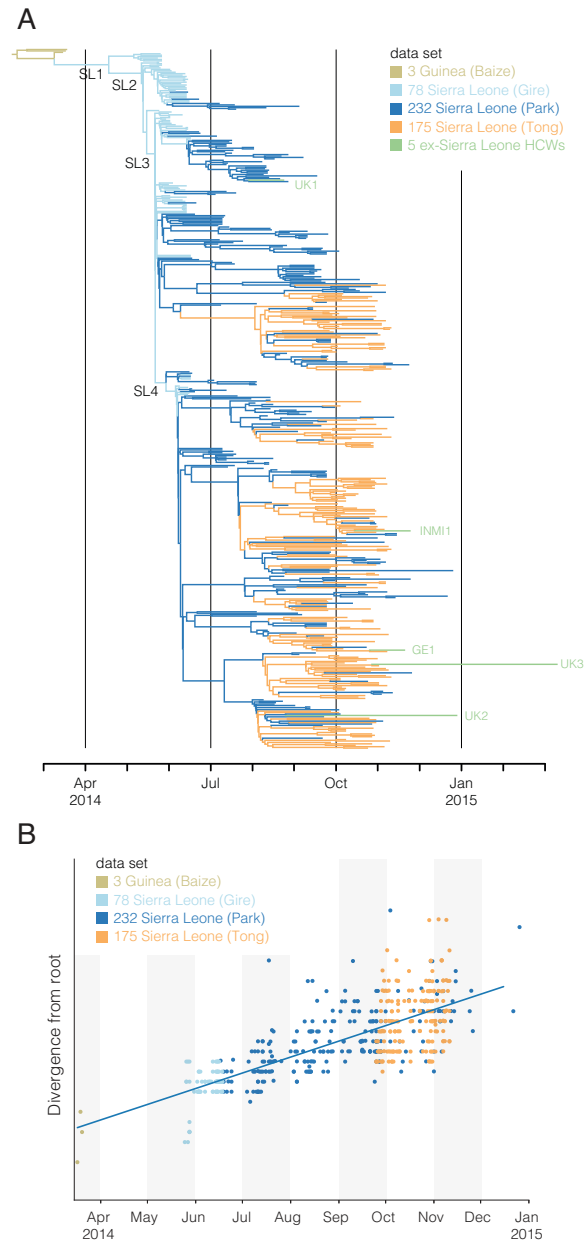 A
data set
3 Guinea (Baize)
78 Sierra Leone (Gire)
232 Sierra Leone (Park)
175 Sierra Leone (Tong)
5 ex-Sierra Leone HCWs
SL1
SL2
SL3
UK1
SL4
INMI1
GE1
UK3
UK2
Apr Jul Oct Jan
2014 2015
B
data set
3 Guinea (Baize)
78 Sierra Leone (Gire)
232 Sierra Leone (Park)
175 Sierra Leone (Tong)
Divergence from root
Apr May Jun Jul Aug Sep Oct Nov Dec Jan
2014 2015